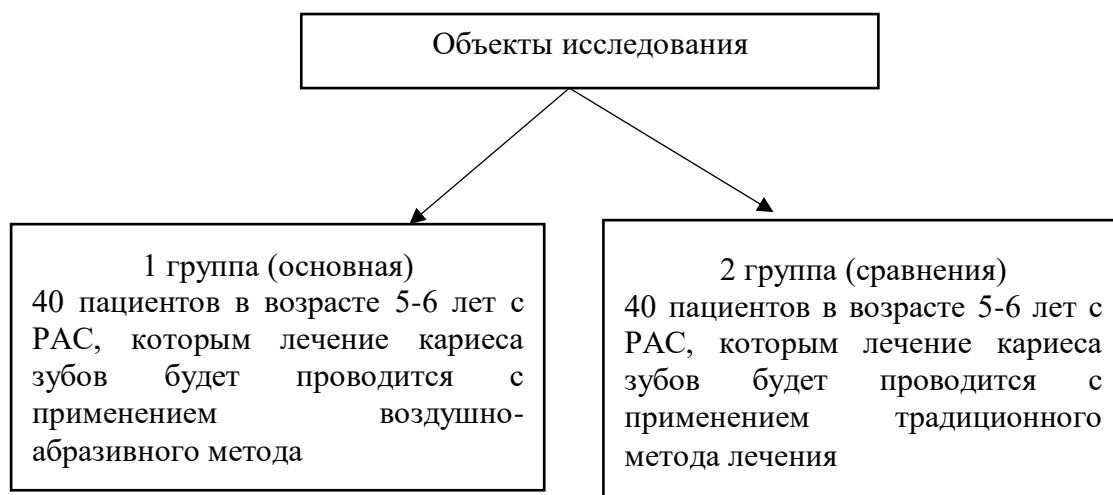 Объекты исследования
1 группа (основная)
40 пациентов в возрасте 5-6 лет с
РАС, которым лечение кариеса
зубов будет проводится с
применением воздушно-
абразивного метода
2 группа (сравнения)
40 пациентов в возрасте 5-6 лет с
РАС, которым лечение кариеса
зубов будет проводится с
применением традиционного
метода лечения